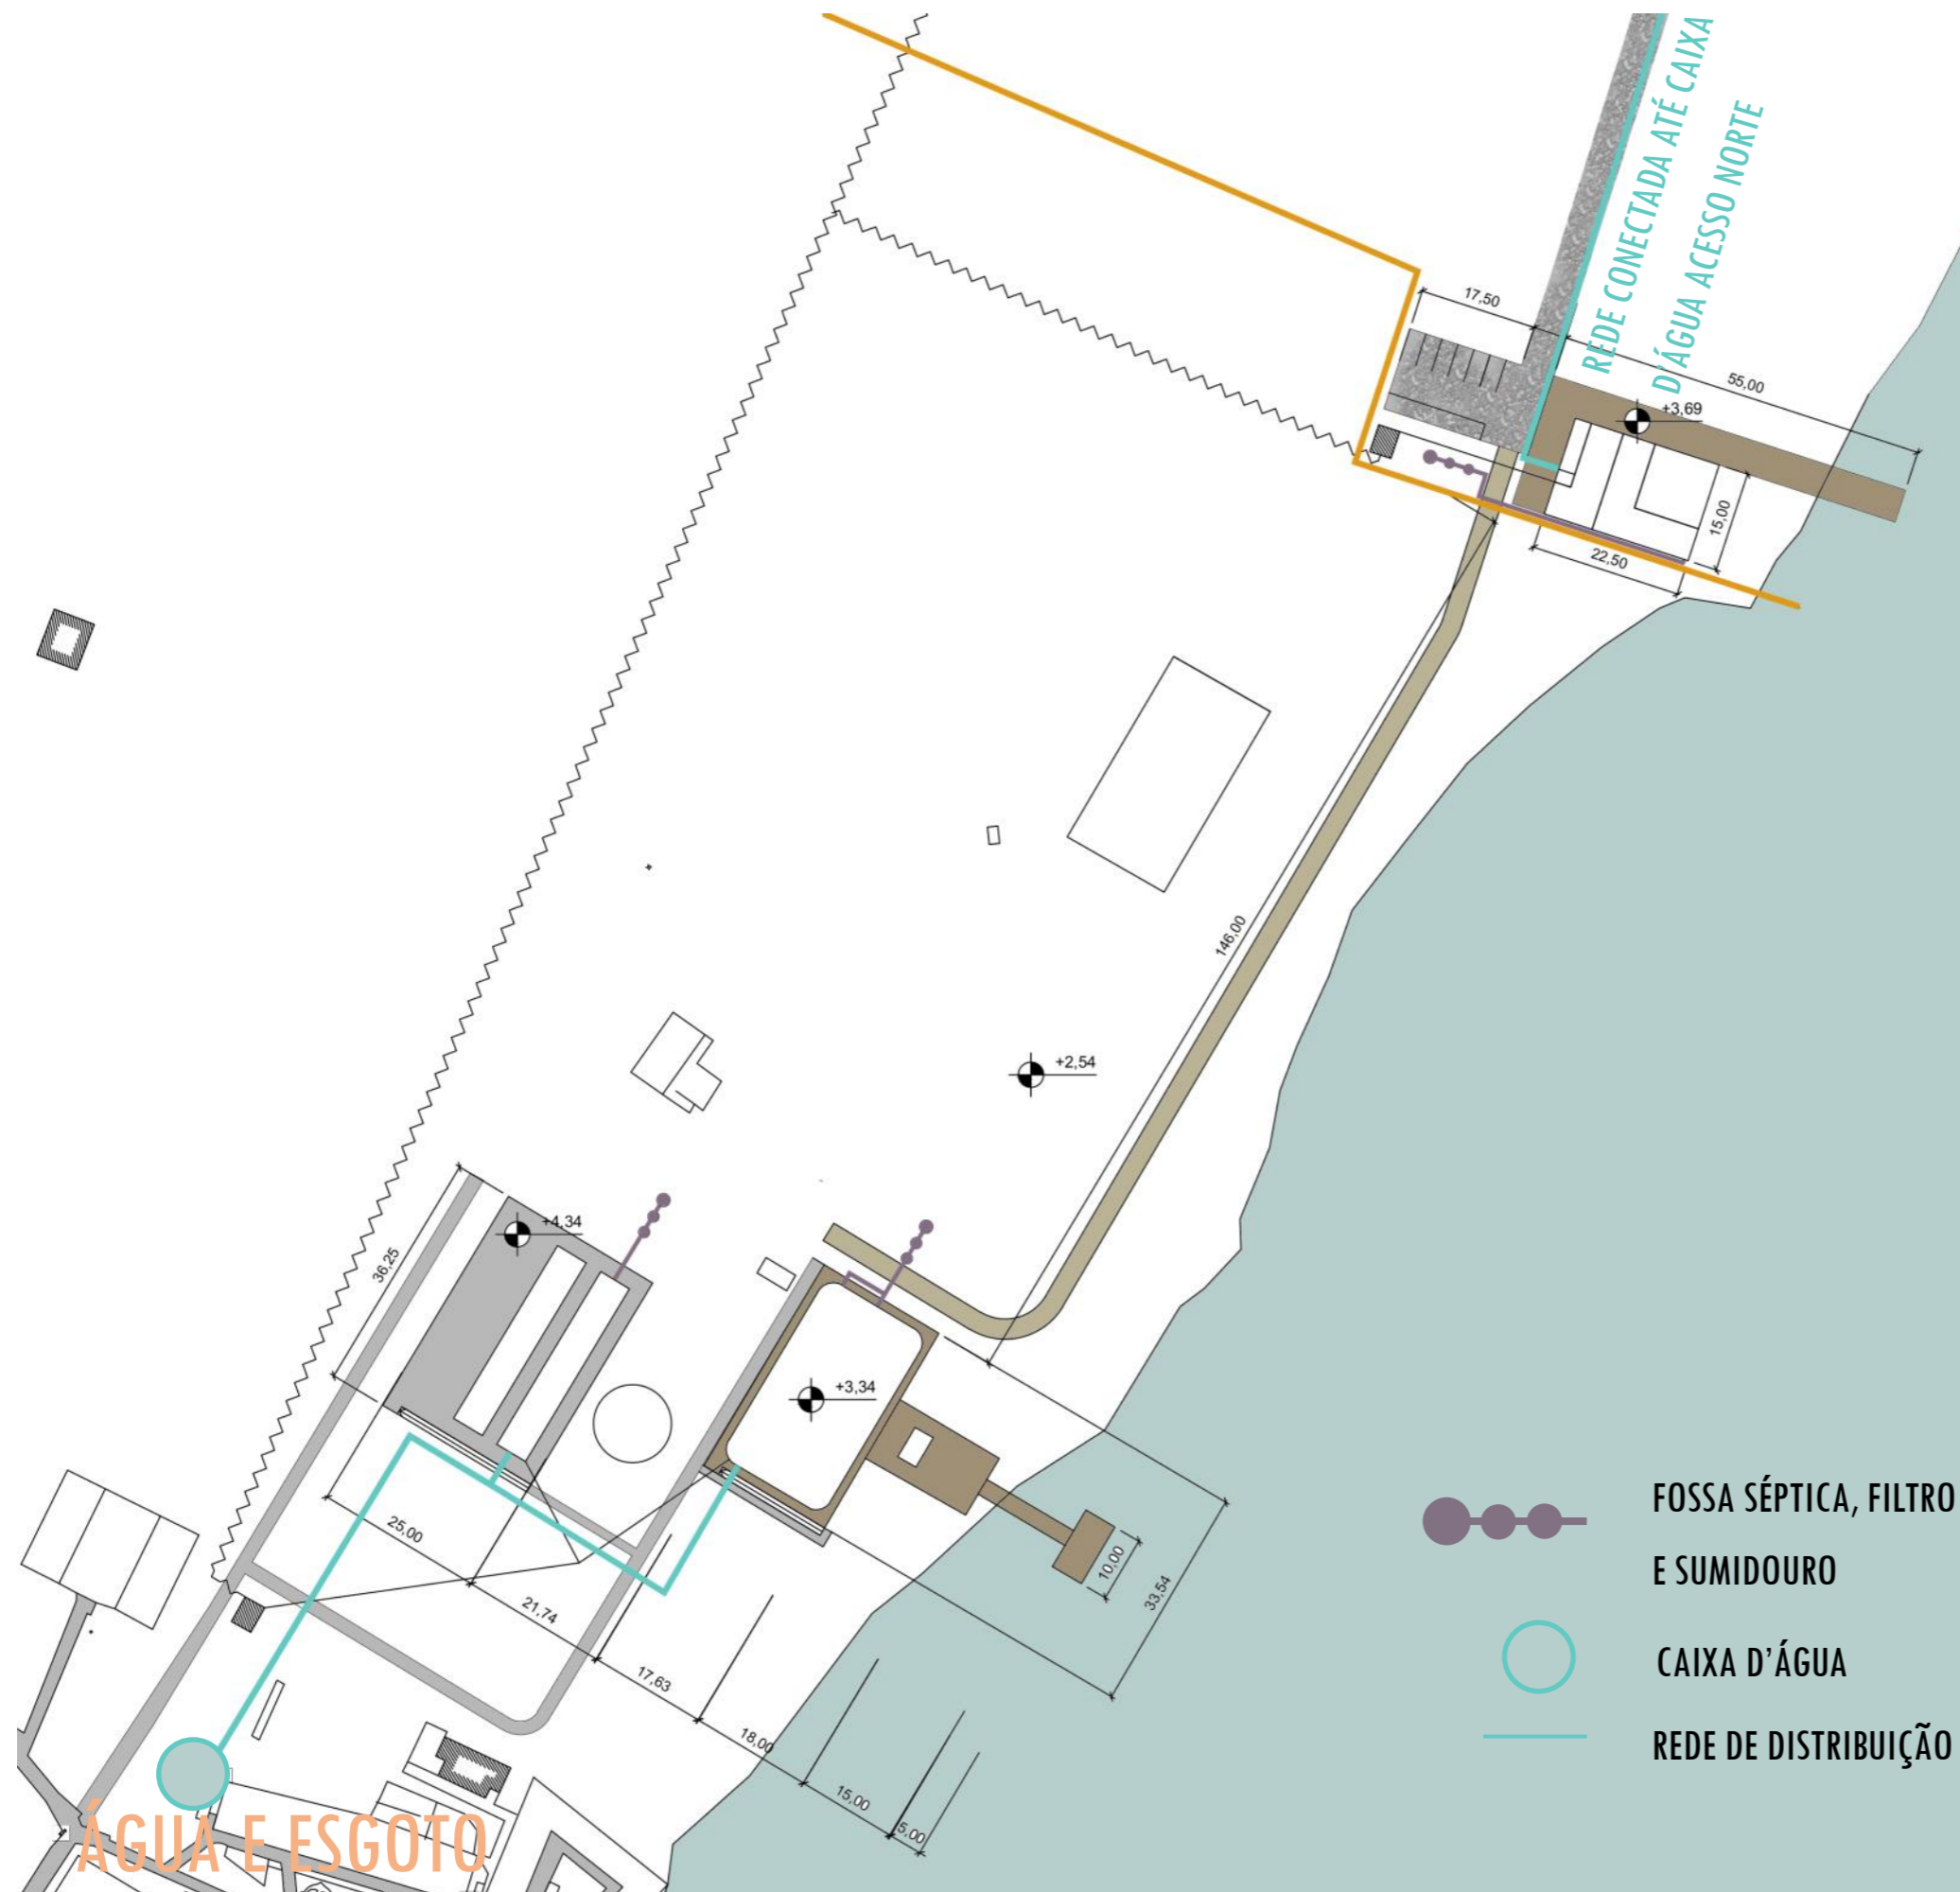 REDE CONECTADA ATÉ CAIXA
D'ÁGUA ACESSO NORTE
17,50
55,00
+3,69
15,00
22,50
146,00
+2,54
+4,34
36,25
+3,34
25,00
21,74
17,63
18,00
15,00
5,00
10,00
33,54
FOSSA SÉPTICA, FILTRO
E SUMIDOURO
CAIXA D'ÁGUA
REDE DE DISTRIBUIÇÃO
ÁGUA E ESGOTO